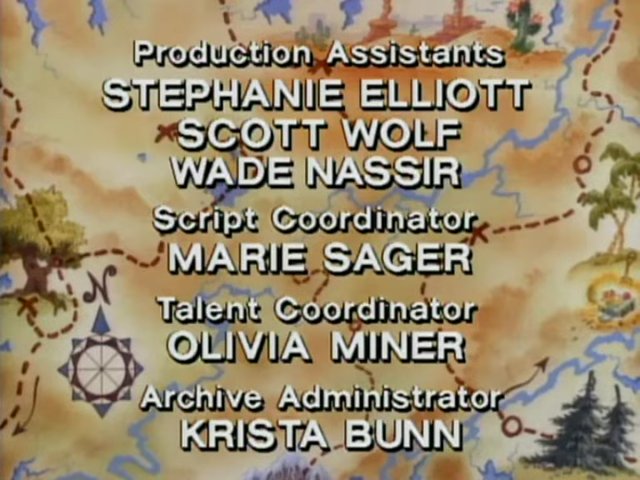 Production Assistants
STEPHANIE ELLIOTT
SCOTT WOLF
WADE NASSIR
Script Coordinator
MARIE SAGER
N
Talent Coordinator
OLIVIA MINER
Archive Administrator
KRISTA BUNN